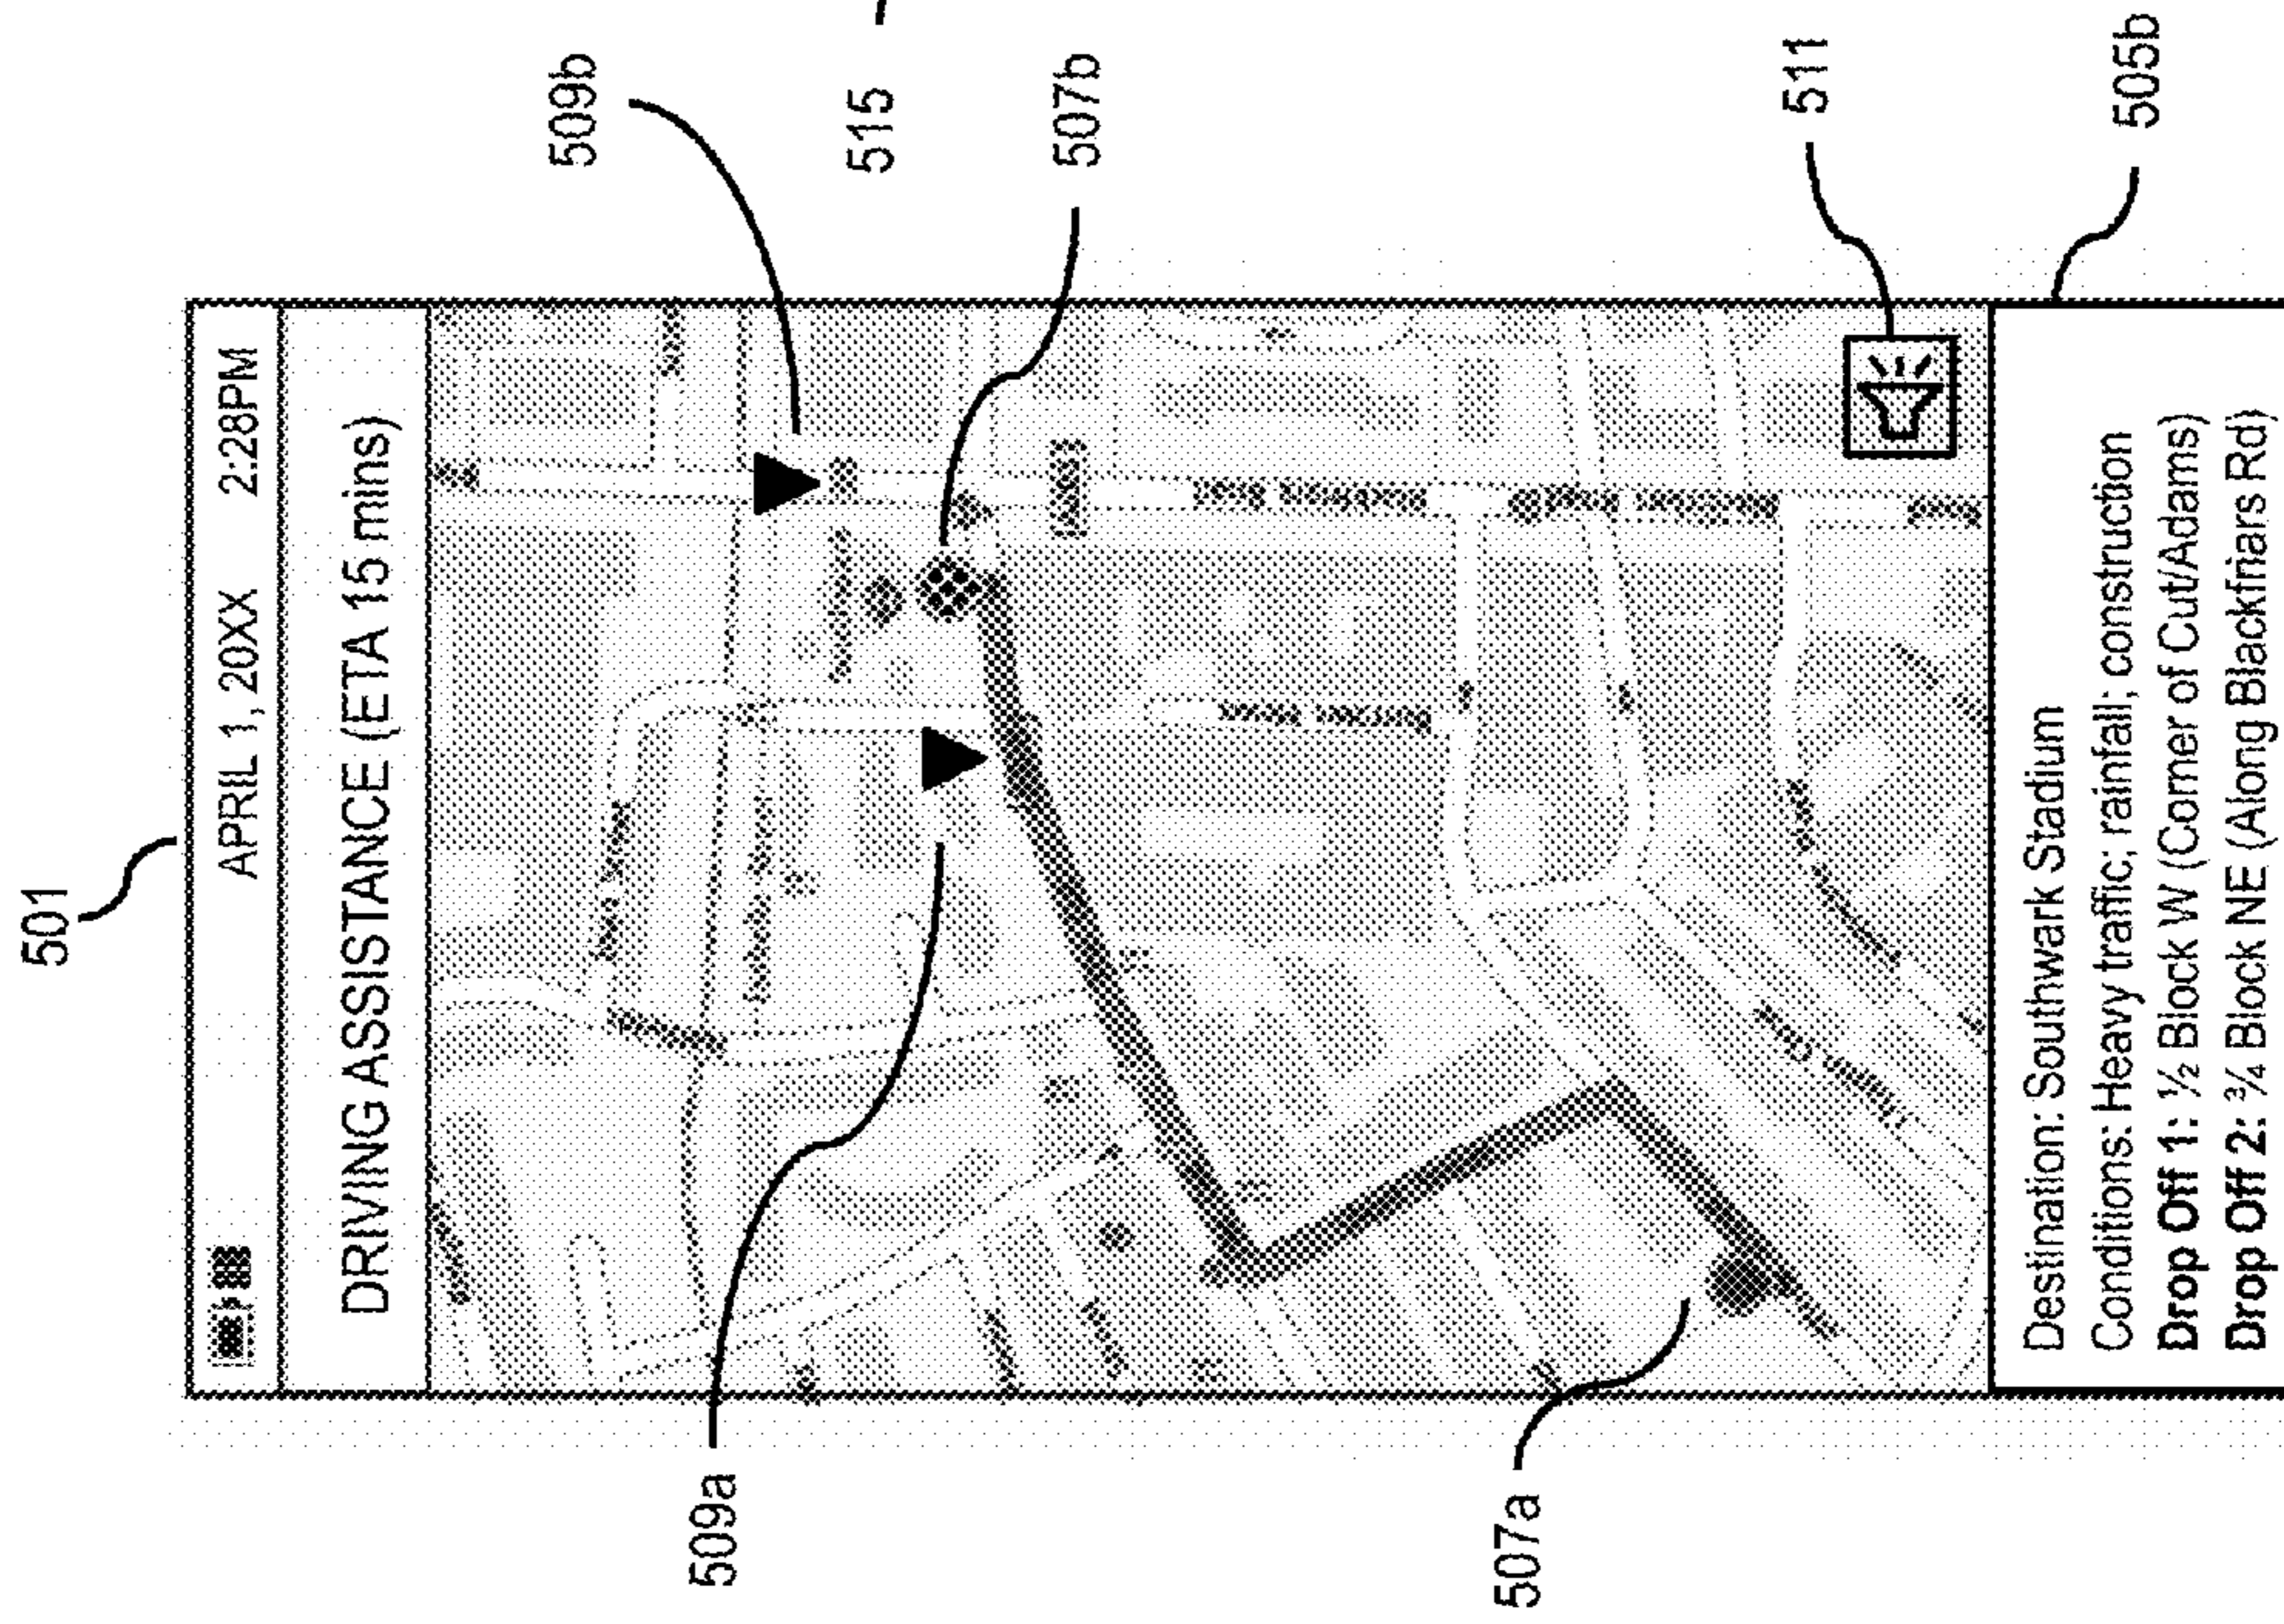 501
APRIL 1, 20XX 2:28PM
DRIVING ASSISTANCE (ETA 15 mins)
509b
515
507b
509a
507a
511
505b
Destination: Southwark Stadium
Conditions: Heavy traffic; rainfall; construction
Drop Off 1: ½ Block W (Corner of Cut/Adams)
Drop Off 2: ¾ Block NE (Along Blackfriars Rd)